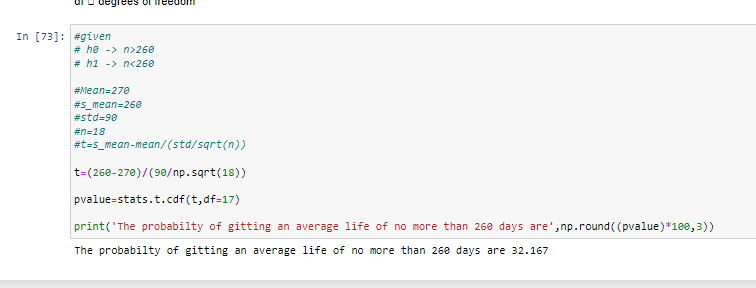 df □ degrees of freedom
In [73]: #given
# h0 -> n>260
# h1 -> n<260
#Mean=270
#s_mean=260
#std=90
#n=18
#t=s_mean-mean/(std/sqrt(n))
t=(260-270)/(90/np.sqrt(18))
pvalue=stats.t.cdf(t,df=17)
print('The probabilty of gitting an average life of no more than 260 days are',np.round((pvalue)*100,3))
The probabilty of gitting an average life of no more than 260 days are 32.167